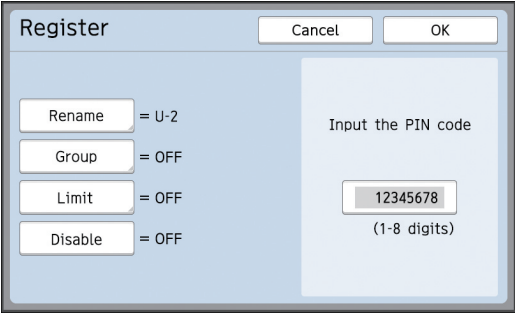 Register
Cancel
OK
Rename = U-2
Group = OFF
Limit = OFF
Disable = OFF
Input the PIN code
12345678
(1-8 digits)